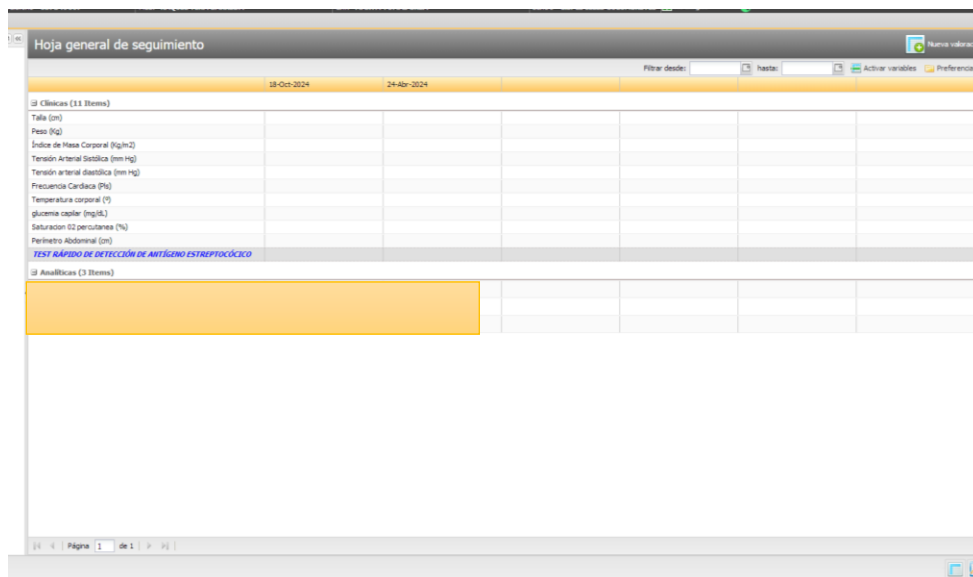 Hoja general de seguimiento
Nueva valorac
Filtrar desde: hasta: Activar variables Preferencia
18-Oct-2024 24-Abr-2024
Clínicas (11 Items)
Talla (cm)
Peso (Kg)
Índice de Masa Corporal (Kg/m2)
Tensión Arterial Sistólica (mm Hg)
Tensión arterial diastólica (mm Hg)
Frecuencia Cardiaca (Pls)
Temperatura corporal (º)
glucemia capilar (mg/dL)
Saturacion 02 percutanea (%)
Perímetro Abdominal (cm)
TEST RÁPIDO DE DETECCIÓN DE ANTÍGENO ESTREPTOCÓCICO
Analíticas (3 Items)
Página 1 de 1